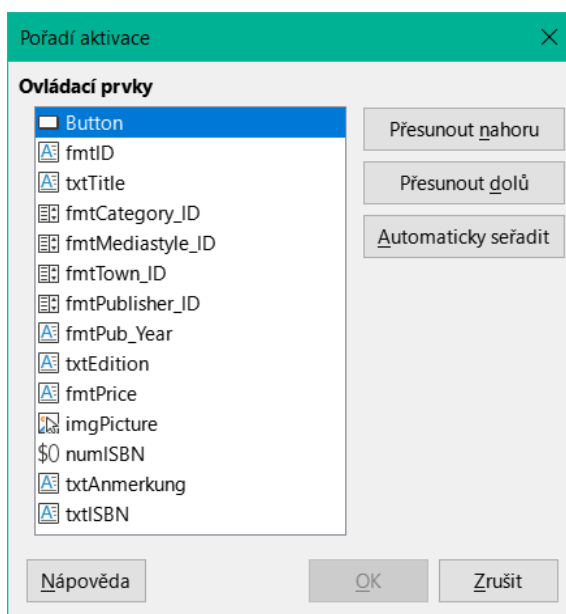 Pořadí aktivace
Ovládací prvky
Button
fmtID
txtTitle
fmtCategory_ID
fmtMediastyle_ID
fmtTown_ID
fmtPublisher_ID
fmtPub_Year
txtEdition
fmtPrice
imgPicture
numISBN
txtAnmerkung
txtISBN
Přesunout nahoru
Přesunout dolů
Automaticky seřadit
Nápověda
OK
Zrušit